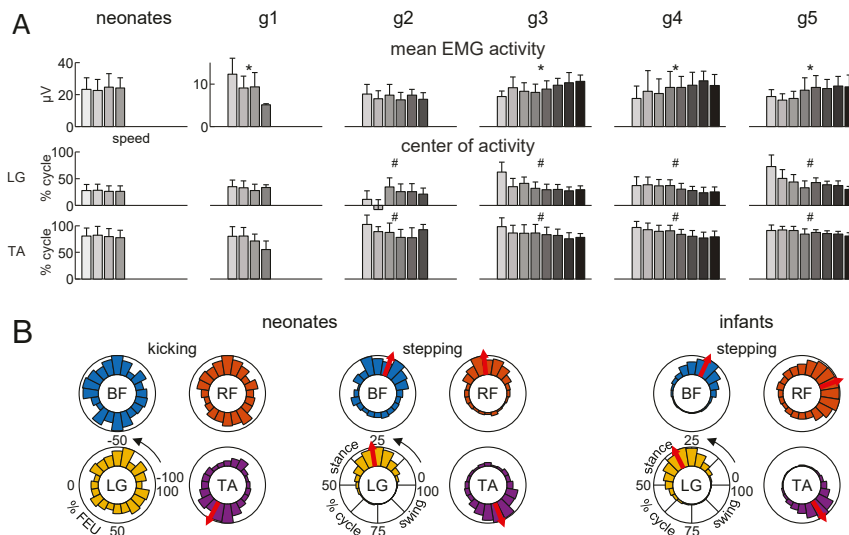 A
neonates g1 g2 g3 g4 g5
mean EMG activity
µV
40
20
0
10
0
* * * *
speed
center of activity
LG
% cycle
100
50
0
# # # #
TA
% cycle
100
50
0
# # # #
B
neonates infants
kicking stepping stepping
BF RF BF RF BF RF
-50 25 25
LG TA LG TA LG TA
0 -100 100 50 % FEU
stance 0 100 50 swing % cycle 75
stance 0 100 50 swing % cycle 75